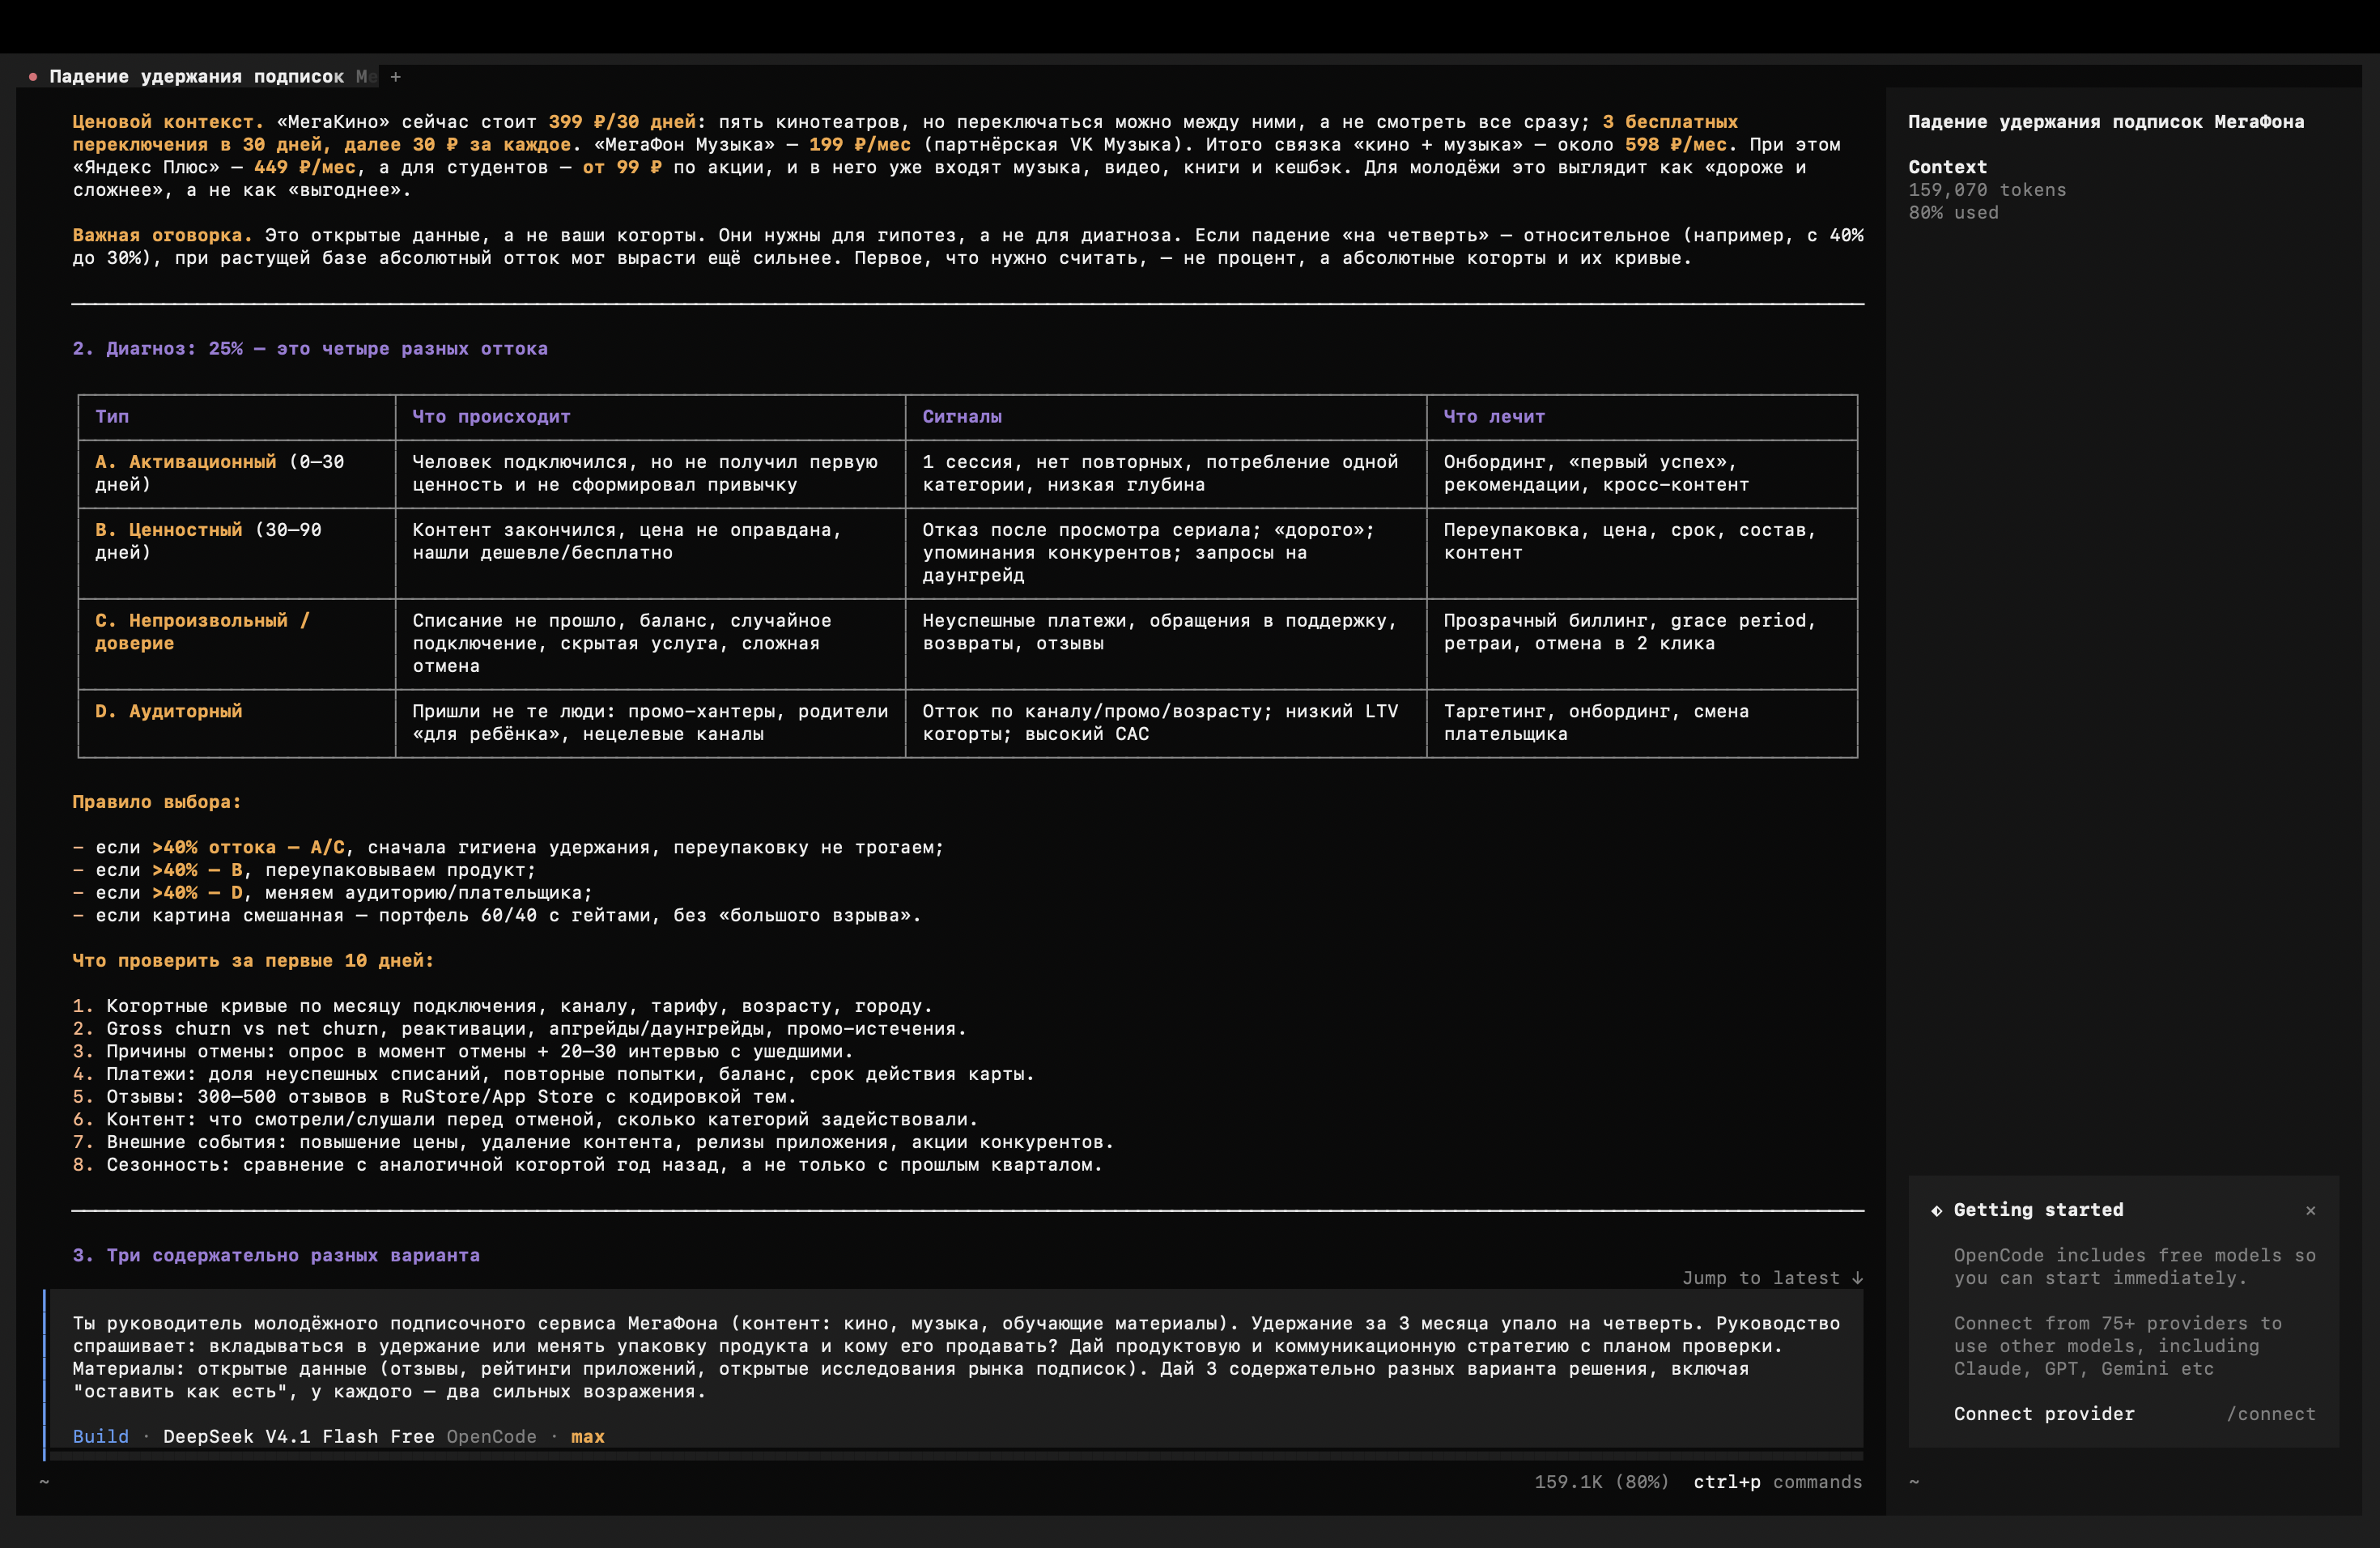 • Падение удержания подписок Ме +
Ценовой контекст. «МегаКино» сейчас стоит 399 ₽/30 дней: пять кинотеатров, но переключаться можно между ними, а не смотреть все сразу; 3 бесплатных
переключения в 30 дней, далее 30 ₽ за каждое. «МегаФон Музыка» — 199 ₽/мес (партнёрская VK Музыка). Итого связка «кино + музыка» — около 598 ₽/мес. При этом
«Яндекс Плюс» — 449 ₽/мес, а для студентов — от 99 ₽ по акции, и в него уже входят музыка, видео, книги и кешбэк. Для молодёжи это выглядит как «дороже и
сложнее», а не как «выгоднее».
Важная оговорка. Это открытые данные, а не ваши когорты. Они нужны для гипотез, а не для диагноза. Если падение «на четверть» — относительное (например, с 40%
до 30%), при растущей базе абсолютный отток мог вырасти ещё сильнее. Первое, что нужно считать, — не процент, а абсолютные когорты и их кривые.
2. Диагноз: 25% — это четыре разных оттока
Тип | Что происходит | Сигналы | Что лечит
A. Активационный (0–30 | Человек подключился, но не получил первую | 1 сессия, нет повторных, потребление одной | Онбординг, «первый успех»,
дней) | ценность и не сформировал привычку | категории, низкая глубина | рекомендации, кросс-контент
B. Ценностный (30–90 | Контент закончился, цена не оправдана, | Отказ после просмотра сериала; «дорого»; | Переупаковка, цена, срок, состав,
дней) | нашли дешевле/бесплатно | упоминания конкурентов; запросы на | контент
даунгрейд
C. Непроизвольный / | Списание не прошло, баланс, случайное | Неуспешные платежи, обращения в поддержку, | Прозрачный биллинг, grace period,
доверие | подключение, скрытая услуга, сложная | возвраты, отзывы | ретраи, отмена в 2 клика
отмена
D. Аудиторный | Пришли не те люди: промо-хантеры, родители | Отток по каналу/промо/возрасту; низкий LTV | Таргетинг, онбординг, смена
«для ребёнка», нецелевые каналы | когорты; высокий CAC | плательщика
Правило выбора:
– если >40% оттока — A/C, сначала гигиена удержания, переупаковку не трогаем;
– если >40% — B, переупаковываем продукт;
– если >40% — D, меняем аудиторию/плательщика;
– если картина смешанная — портфель 60/40 с гейтами, без «большого взрыва».
Что проверить за первые 10 дней:
1. Когортные кривые по месяцу подключения, каналу, тарифу, возрасту, городу.
2. Gross churn vs net churn, реактивации, апгрейды/даунгрейды, промо-истечения.
3. Причины отмены: опрос в момент отмены + 20–30 интервью с ушедшими.
4. Платежи: доля неуспешных списаний, повторные попытки, баланс, срок действия карты.
5. Отзывы: 300–500 отзывов в RuStore/App Store с кодировкой тем.
6. Контент: что смотрели/слушали перед отменой, сколько категорий задействовали.
7. Внешние события: повышение цены, удаление контента, релизы приложения, акции конкурентов.
8. Сезонность: сравнение с аналогичной когортой год назад, а не только с прошлым кварталом.
3. Три содержательно разных варианта
Jump to latest ↓
Ты руководитель молодёжного подписочного сервиса МегаФона (контент: кино, музыка, обучающие материалы). Удержание за 3 месяца упало на четверть. Руководство
спрашивает: вкладываться в удержание или менять упаковку продукта и кому его продавать? Дай продуктовую и коммуникационную стратегию с планом проверки.
Материалы: открытые данные (отзывы, рейтинги приложений, открытые исследования рынка подписок). Дай 3 содержательно разных варианта решения, включая
"оставить как есть", у каждого — два сильных возражения.
Build · DeepSeek V4.1 Flash Free OpenCode · max
~ 159.1K (80%) ctrl+p commands
Падение удержания подписок МегаФона
Context
159,070 tokens
80% used
Getting started ×
OpenCode includes free models so
you can start immediately.
Connect from 75+ providers to
use other models, including
Claude, GPT, Gemini etc
Connect provider /connect
~